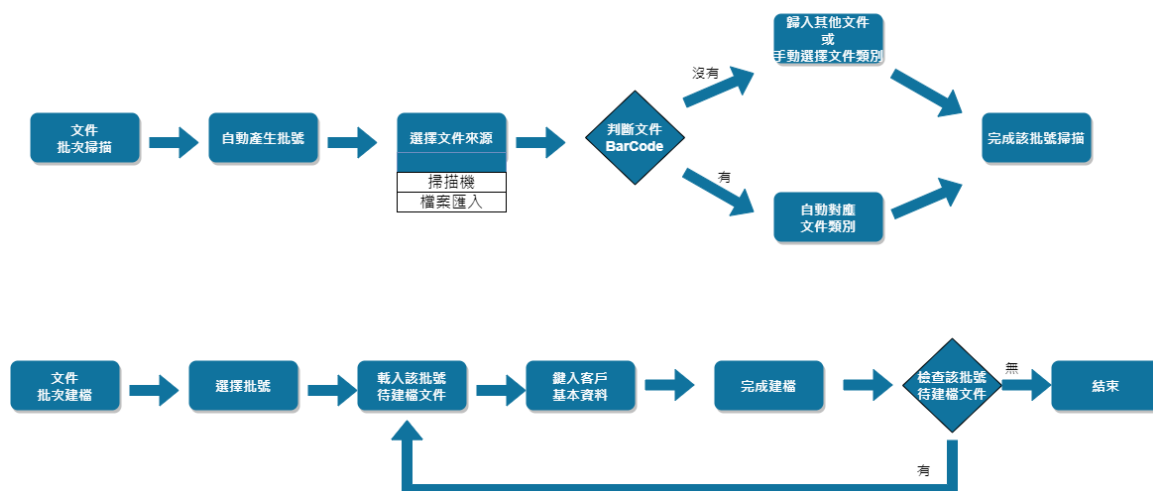 文件
批次掃描
自動產生批號
選擇文件來源
掃描機
檔案匯入
判斷文件
BarCode
沒有
歸入其他文件
或
手動選擇文件類別
有
自動對應
文件類別
完成該批號掃描
文件
批次建檔
選擇批號
載入該批號
待建檔文件
鍵入客戶
基本資料
完成建檔
檢查該批號
待建檔文件
無
有
結束